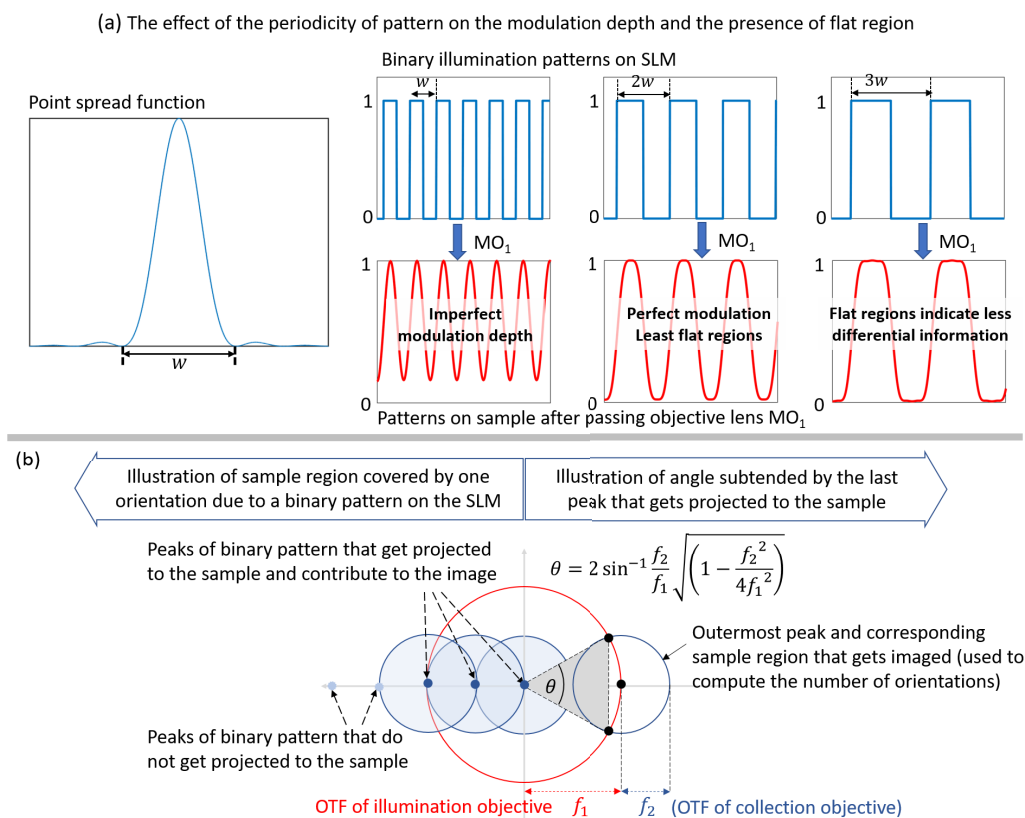 (a) The effect of the periodicity of pattern on the modulation depth and the presence of flat region
Binary illumination patterns on SLM
Point spread function
w
1
w
0
MO₁
1
Imperfect
modulation depth
0
2w
1
0
MO₁
1
Perfect modulation
Least flat regions
0
3w
1
0
MO₁
1
Flat regions indicate less
differential information
0
Patterns on sample after passing objective lens MO₁
(b)
Illustration of sample region covered by one
orientation due to a binary pattern on the SLM
Illustration of angle subtended by the last
peak that gets projected to the sample
Peaks of binary pattern that get projected
to the sample and contribute to the image
θ = 2 sin⁻¹ f₂/f₁ √(1 − f₂²/4f₁²)
Outermost peak and corresponding
sample region that gets imaged (used to
compute the number of orientations)
θ
Peaks of binary pattern that do
not get projected to the sample
OTF of illumination objective f₁ f₂ (OTF of collection objective)